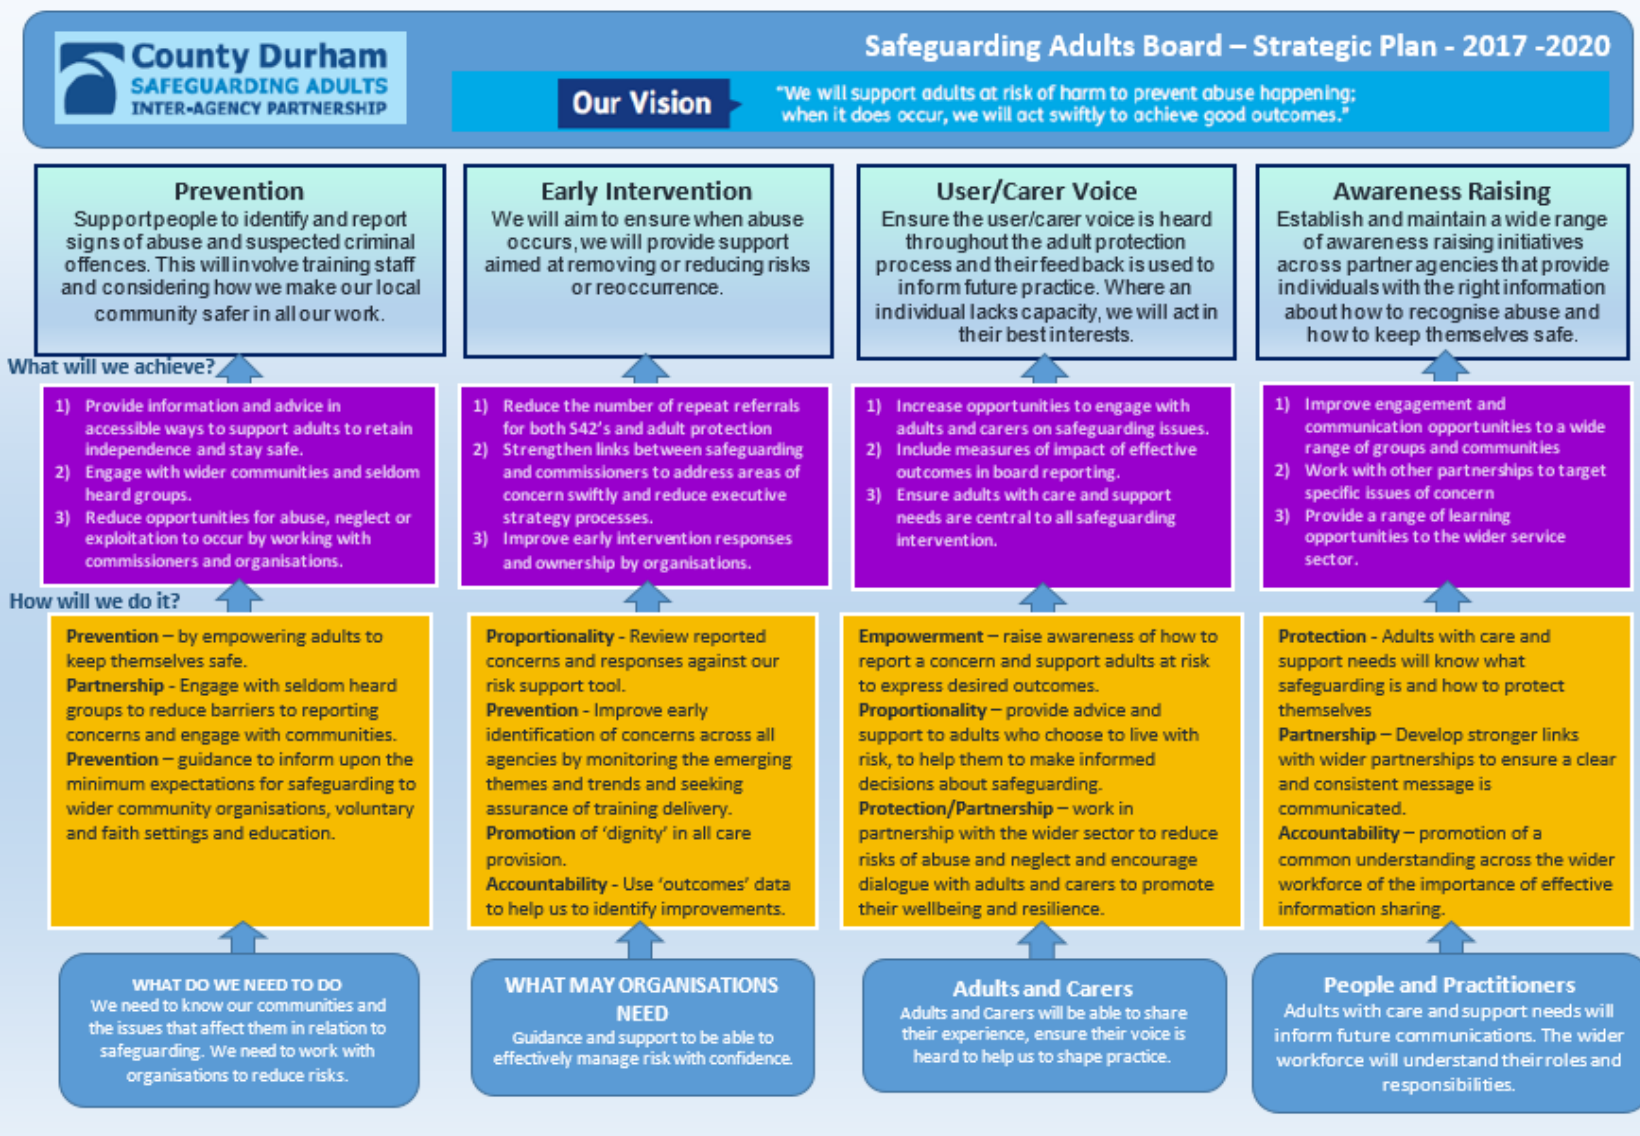 County Durham
SAFEGUARDING ADULTS
INTER-AGENCY PARTNERSHIP
Safeguarding Adults Board – Strategic Plan - 2017 -2020
Our Vision
"We will support adults at risk of harm to prevent abuse happening;
when it does occur, we will act swiftly to achieve good outcomes."
Prevention
Support people to identify and report
signs of abuse and suspected criminal
offences. This will involve training staff
and considering how we make our local
community safer in all our work.
Early Intervention
We will aim to ensure when abuse
occurs, we will provide support
aimed at removing or reducing risks
or reoccurrence.
User/Carer Voice
Ensure the user/carer voice is heard
throughout the adult protection
process and their feedback is used to
inform future practice. Where an
individual lacks capacity, we will act in
their best interests.
Awareness Raising
Establish and maintain a wide range
of awareness raising initiatives
across partner agencies that provide
individuals with the right information
about how to recognise abuse and
how to keep themselves safe.
What will we achieve?
1) Provide information and advice in
accessible ways to support adults to retain
independence and stay safe.
2) Engage with wider communities and seldom
heard groups.
3) Reduce opportunities for abuse, neglect or
exploitation to occur by working with
commissioners and organisations.
1) Reduce the number of repeat referrals
for both S42's and adult protection
2) Strengthen links between safeguarding
and commissioners to address areas of
concern swiftly and reduce executive
strategy processes.
3) Improve early intervention responses
and ownership by organisations.
1) Increase opportunities to engage with
adults and carers on safeguarding issues.
2) Include measures of impact of effective
outcomes in board reporting.
3) Ensure adults with care and support
needs are central to all safeguarding
intervention.
1) Improve engagement and
communication opportunities to a wide
range of groups and communities
2) Work with other partnerships to target
specific issues of concern
3) Provide a range of learning
opportunities to the wider service
sector.
How will we do it?
Prevention – by empowering adults to
keep themselves safe.
Partnership - Engage with seldom heard
groups to reduce barriers to reporting
concerns and engage with communities.
Prevention – guidance to inform upon the
minimum expectations for safeguarding to
wider community organisations, voluntary
and faith settings and education.
Proportionality - Review reported
concerns and responses against our
risk support tool.
Prevention - Improve early
identification of concerns across all
agencies by monitoring the emerging
themes and trends and seeking
assurance of training delivery.
Promotion of 'dignity' in all care
provision.
Accountability - Use 'outcomes' data
to help us to identify improvements.
Empowerment – raise awareness of how to
report a concern and support adults at risk
to express desired outcomes.
Proportionality – provide advice and
support to adults who choose to live with
risk, to help them to make informed
decisions about safeguarding.
Protection/Partnership – work in
partnership with the wider sector to reduce
risks of abuse and neglect and encourage
dialogue with adults and carers to promote
their wellbeing and resilience.
Protection - Adults with care and
support needs will know what
safeguarding is and how to protect
themselves
Partnership – Develop stronger links
with wider partnerships to ensure a clear
and consistent message is
communicated.
Accountability – promotion of a
common understanding across the wider
workforce of the importance of effective
information sharing.
WHAT DO WE NEED TO DO
We need to know our communities and
the issues that affect them in relation to
safeguarding. We need to work with
organisations to reduce risks.
WHAT MAY ORGANISATIONS
NEED
Guidance and support to be able to
effectively manage risk with confidence.
Adults and Carers
Adults and Carers will be able to share
their experience, ensure their voice is
heard to help us to shape practice.
People and Practitioners
Adults with care and support needs will
inform future communications. The wider
workforce will understand their roles and
responsibilities.